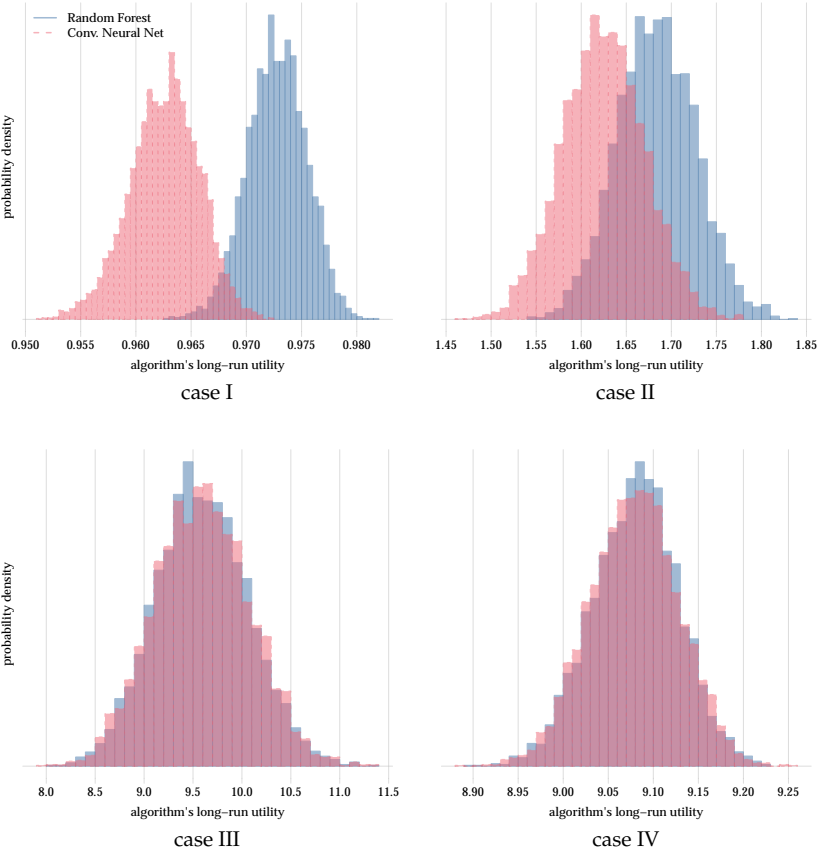 Random Forest
Conv. Neural Net
probability density
0.950 0.955 0.960 0.965 0.970 0.975 0.980
algorithm's long−run utility
case I
1.45 1.50 1.55 1.60 1.65 1.70 1.75 1.80 1.85
algorithm's long−run utility
case II
probability density
8.0 8.5 9.0 9.5 10.0 10.5 11.0 11.5
algorithm's long−run utility
case III
8.90 8.95 9.00 9.05 9.10 9.15 9.20 9.25
algorithm's long−run utility
case IV